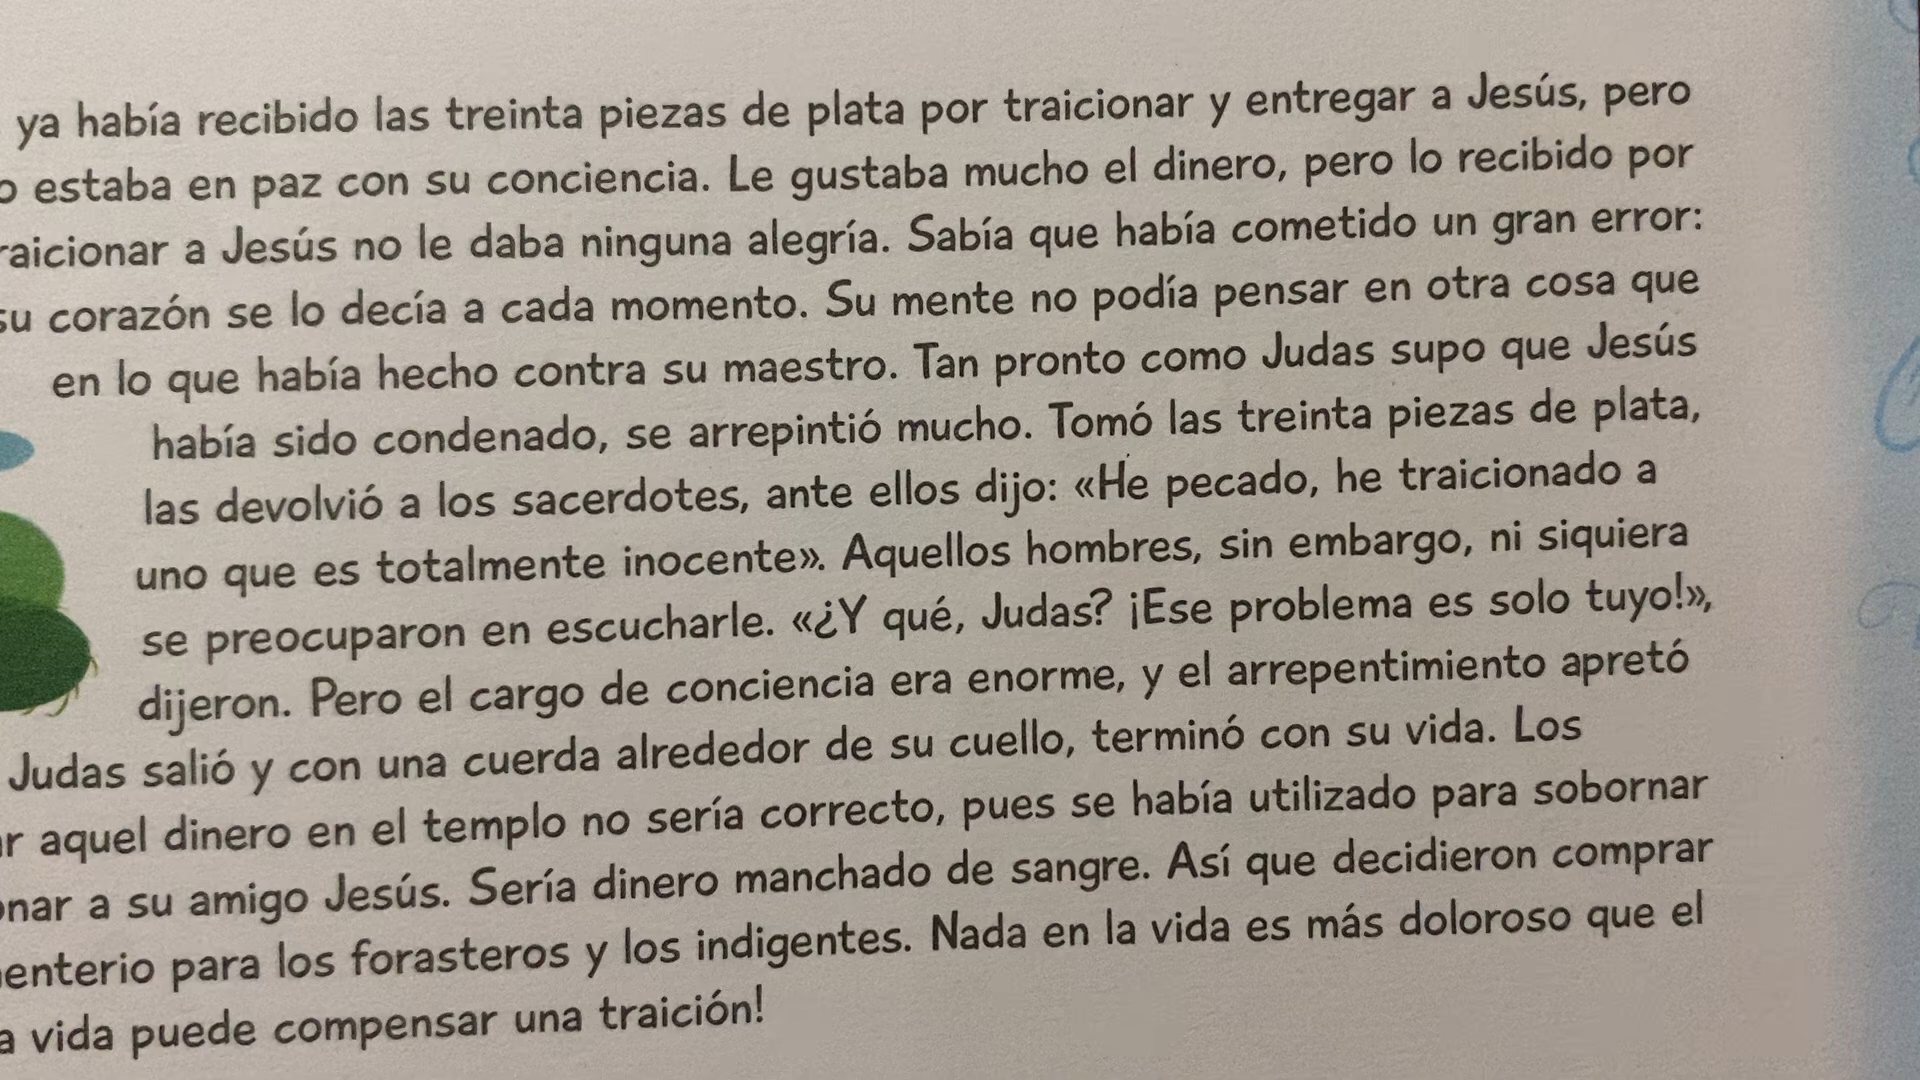 ya había recibido las treinta piezas de plata por traicionar y entregar a Jesús, pero
estaba en paz con su conciencia. Le gustaba mucho el dinero, pero lo recibido por
a Jesús no le daba ninguna alegría. Sabía que había cometido un gran error:
su corazón se lo decía a cada momento. Su mente no podía pensar en otra cosa que
en lo que había hecho contra su maestro. Tan pronto como Judas supo que Jesús
había sido condenado, se arrepintió mucho. Tomó las treinta piezas de plata,
las devolvió a los sacerdotes, ante ellos dijo: «He pecado, he traicionado a
uno que es totalmente inocente». Aquellos hombres, sin embargo, ni siquiera
se preocuparon en escucharle. «¿Y qué, Judas? ¡Ese problema es solo tuyo!»,
dijeron. Pero el cargo de conciencia era enorme, y el arrepentimiento apretó
Judas salió y con una cuerda alrededor de su cuello, terminó con su vida. Los
aquel dinero en el templo no sería correcto, pues se había utilizado para sobornar
a su amigo Jesús. Sería dinero manchado de sangre. Así que decidieron comprar
para los forasteros y los indigentes. Nada en la vida es más doloroso que el
vida puede compensar una traición!